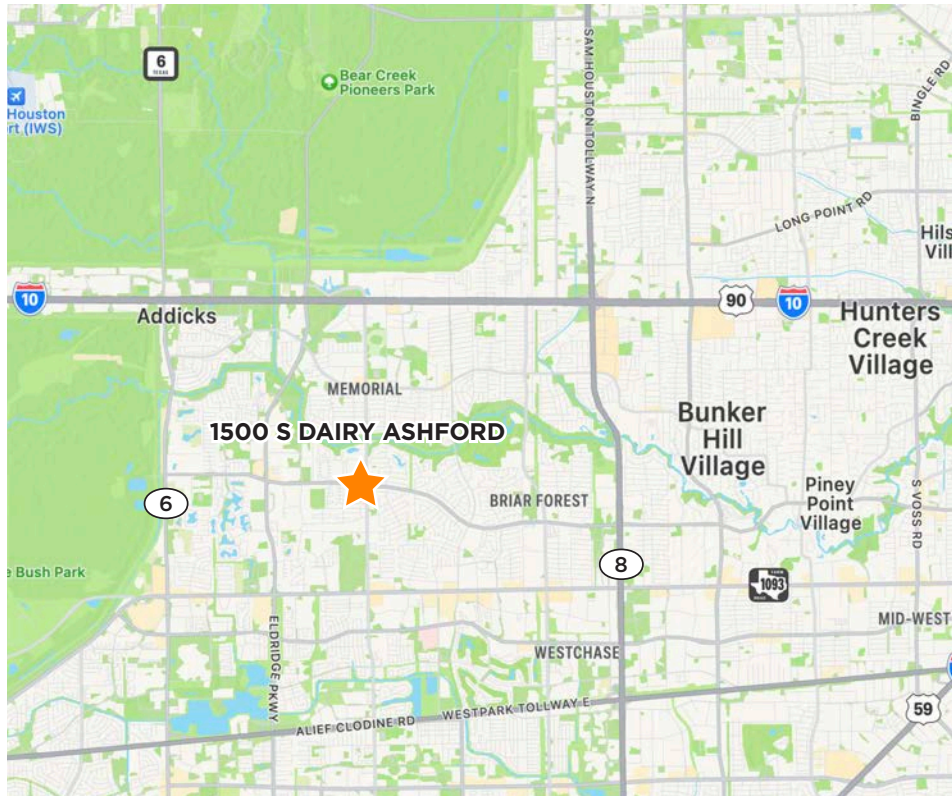 6
TEXAS
Bear Creek
Pioneers Park
Houston
rt (IWS)
SAM HOUSTON TOLLWAY N
BINGLE RD
LONG POINT RD
Hils
Vill
10
90
10
Addicks
Hunters
Creek
Village
MEMORIAL
1500 S DAIRY ASHFORD
Bunker
Hill
Village
6
BRIAR FOREST
Piney
Point
Village
S VOSS RD
8
e Bush Park
1093
ELDRIDGE PKWY
MID-WEST
WESTCHASE
ALIEF CLODINE RD
WESTPARK TOLLWAY E
59